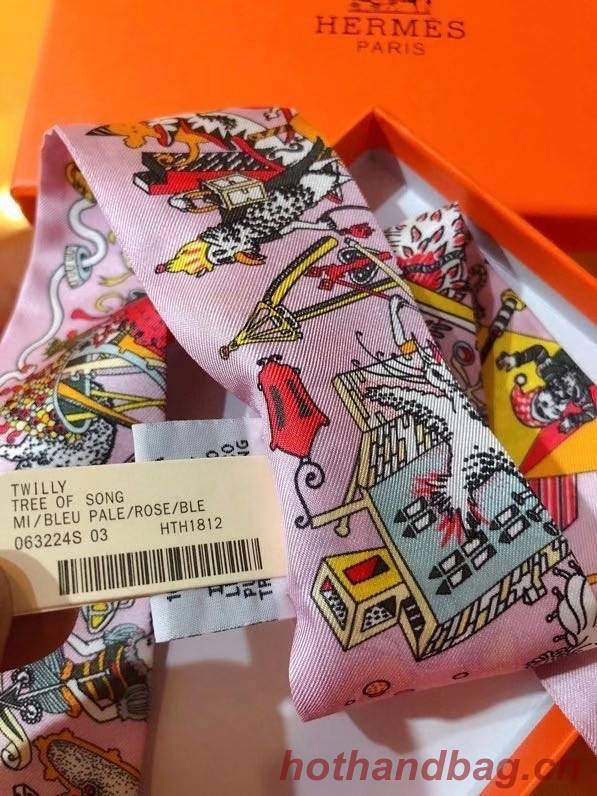 HERMES
PARIS
TWILLY
TREE OF SONG
MI/BLEU PALE/ROSE/BLE
063224S 03 HTH1812
hothandbag.cn